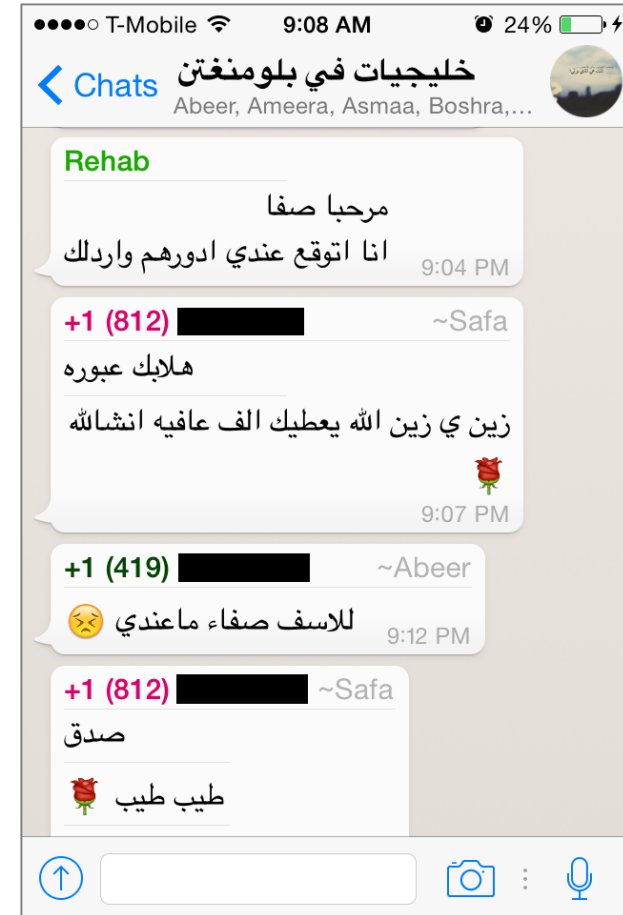 T-Mobile 9:08 AM 24%
Chats خليجيات في بلومنغتن
Abeer, Ameera, Asmaa, Boshra,...
Rehab
مرحبا صفا
انا اتوقع عندي ادورهم واردلك 9:04 PM
+1 (812) ~Safa
هلابك عبوره
زين ي زين الله يعطيك الف عافيه انشالله
🌹
9:07 PM
+1 (419) ~Abeer
للاسف صفاء ماعندي 😣 9:12 PM
+1 (812) ~Safa
صدق
طيب طيب 🌹